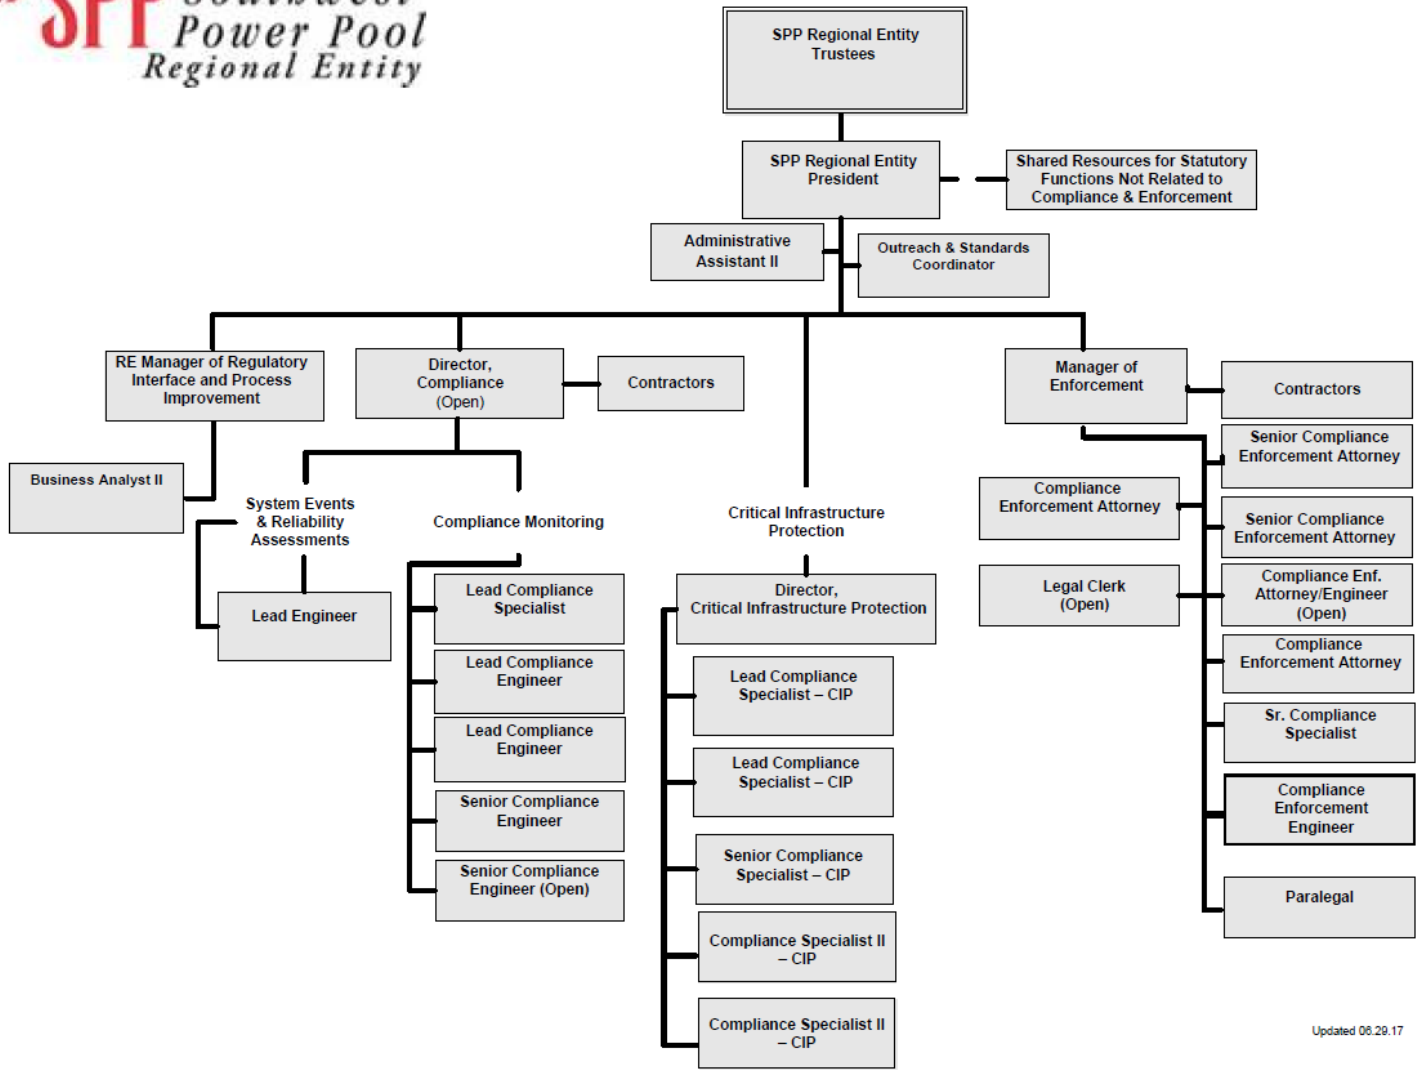 SPP
Southwest
Power Pool
Regional Entity
SPP Regional Entity
Trustees
SPP Regional Entity
President
Shared Resources for Statutory
Functions Not Related to
Compliance & Enforcement
Administrative
Assistant II
Outreach & Standards
Coordinator
RE Manager of Regulatory
Interface and Process
Improvement
Director,
Compliance
(Open)
Contractors
Manager of
Enforcement
Contractors
Business Analyst II
System Events
& Reliability
Assessments
Lead Engineer
Compliance Monitoring
Lead Compliance
Specialist
Lead Compliance
Engineer
Lead Compliance
Engineer
Senior Compliance
Engineer
Senior Compliance
Engineer (Open)
Critical Infrastructure
Protection
Director,
Critical Infrastructure Protection
Lead Compliance
Specialist – CIP
Lead Compliance
Specialist – CIP
Senior Compliance
Specialist – CIP
Compliance Specialist II
– CIP
Compliance Specialist II
– CIP
Compliance
Enforcement Attorney
Legal Clerk
(Open)
Senior Compliance
Enforcement Attorney
Senior Compliance
Enforcement Attorney
Compliance Enf.
Attorney/Engineer
(Open)
Compliance
Enforcement Attorney
Sr. Compliance
Specialist
Compliance
Enforcement
Engineer
Paralegal
Updated 06.29.17